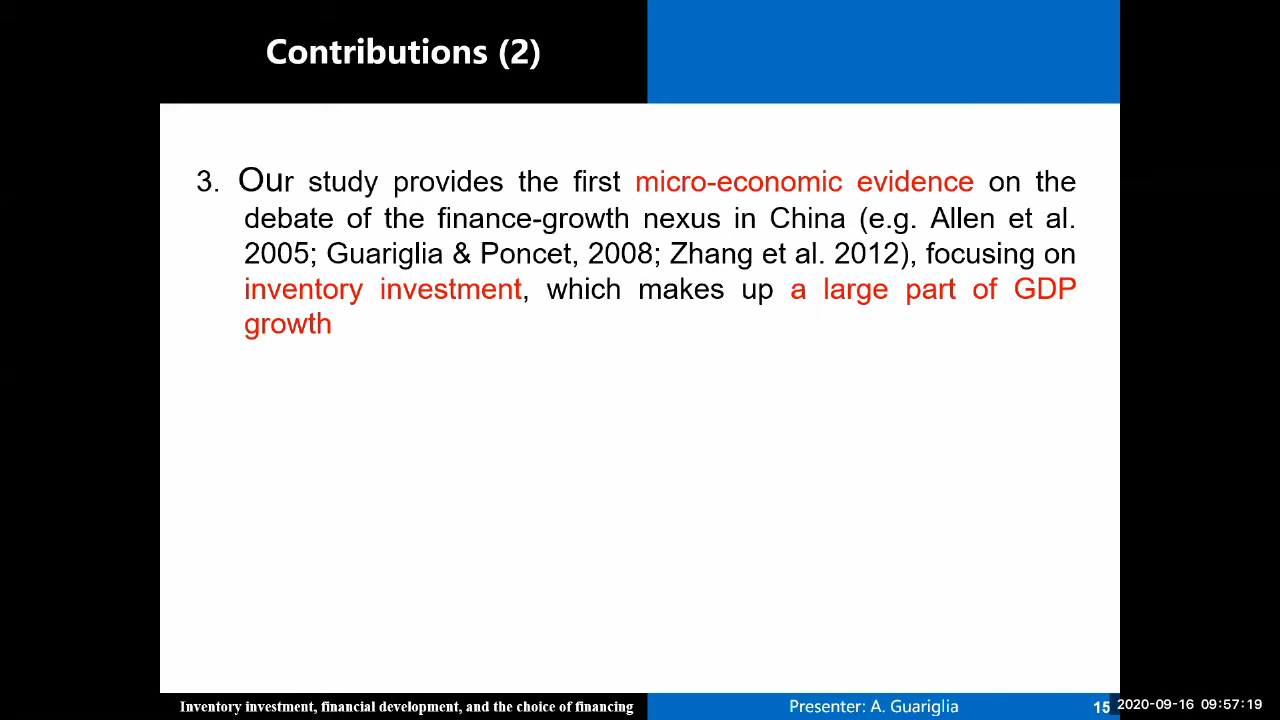 Contributions (2)
3. Our study provides the first micro-economic evidence on the
debate of the finance-growth nexus in China (e.g. Allen et al.
2005; Guariglia & Poncet, 2008; Zhang et al. 2012), focusing on
inventory investment, which makes up a large part of GDP
growth
Inventory investment, financial development, and the choice of financing
Presenter: A. Guariglia
15
2020-09-16 09:57:19